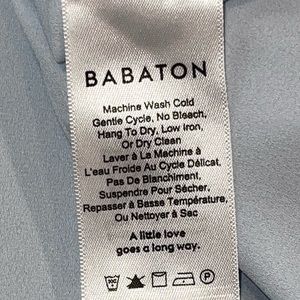 BABATON
Machine Wash Cold
Gentle Cycle, No Bleach,
Hang To Dry, Low Iron,
Or Dry Clean
Laver à La Machine à
L'eau Froide Au Cycle Délicat,
Pas De Blanchiment,
Suspendre Pour Sécher,
Repasser à Basse Température,
Ou Nettoyer à Sec
A little love
goes a long way.